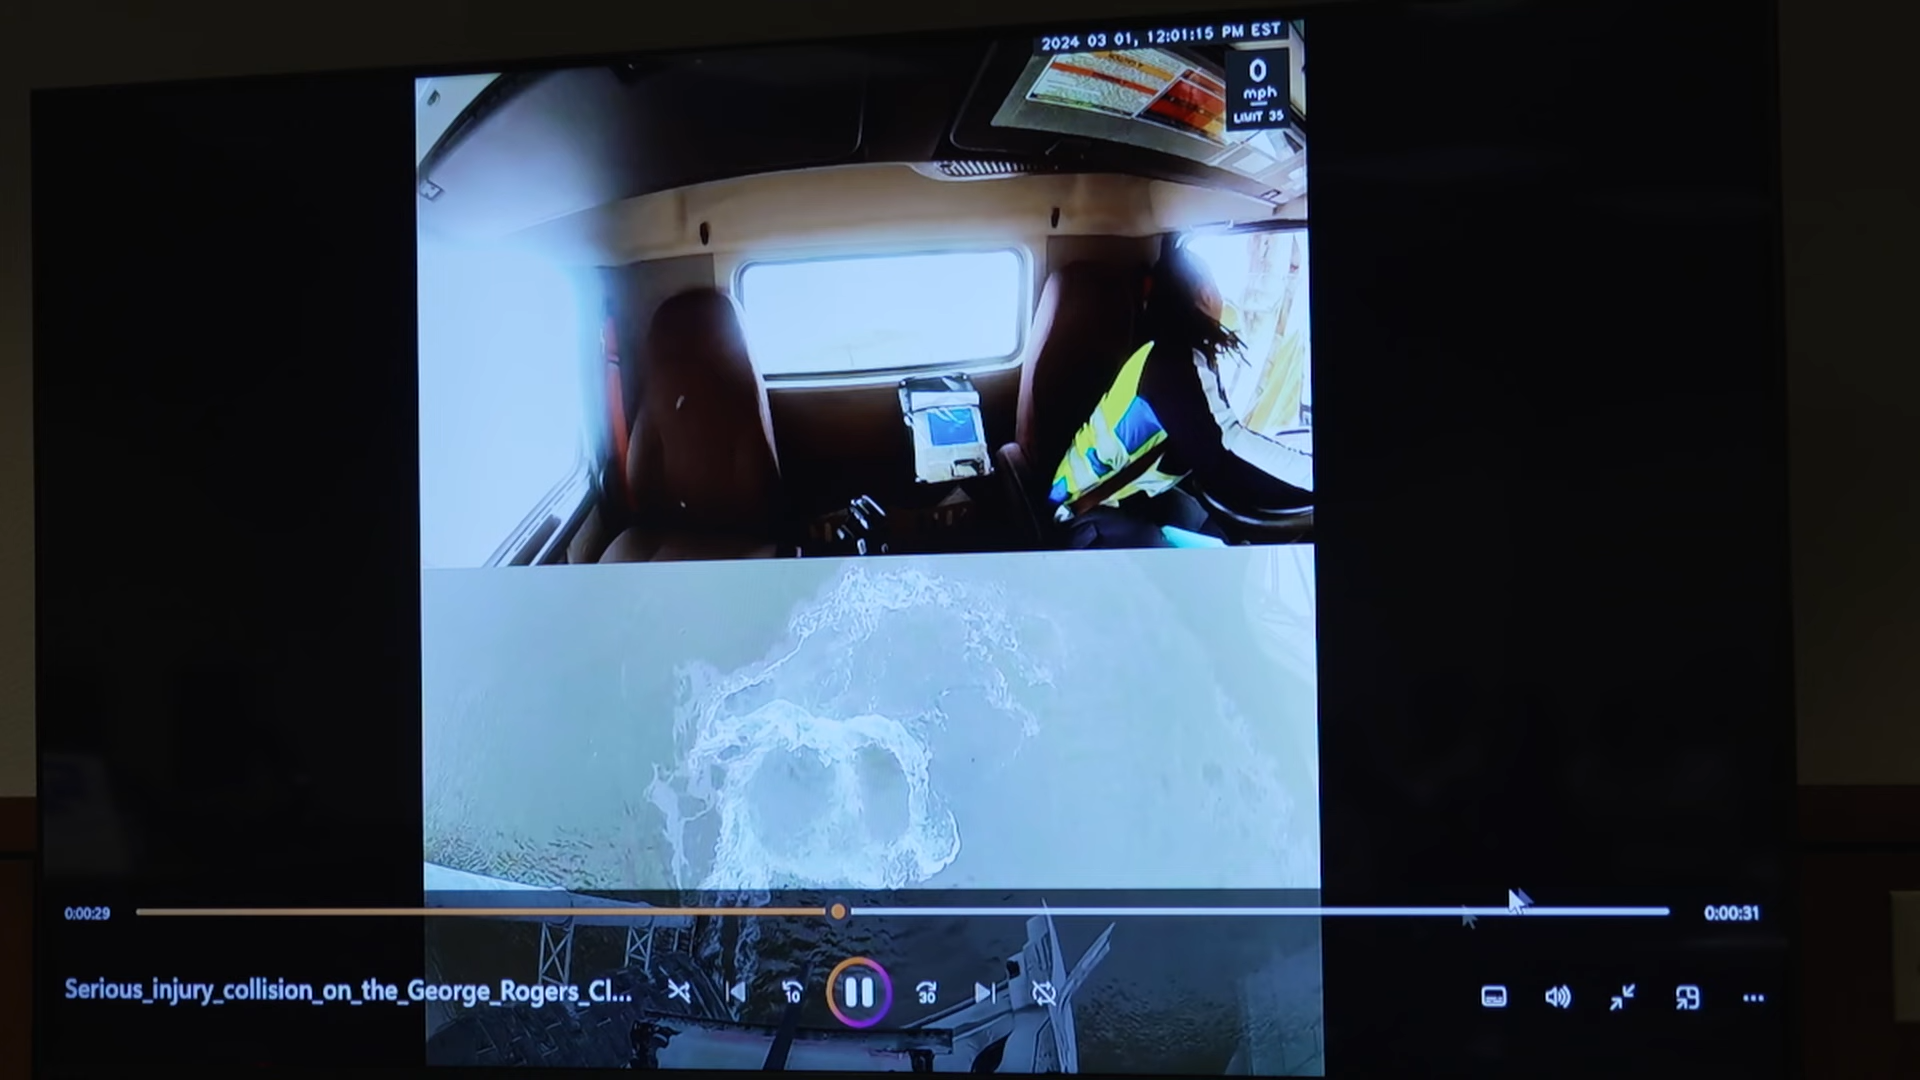 2024 03 01, 12:01:15 PM EST
0
mph
LIMIT 35
0:00:29
0:00:31
Serious_injury_collision_on_the_George_Rogers_Cl...
10
30